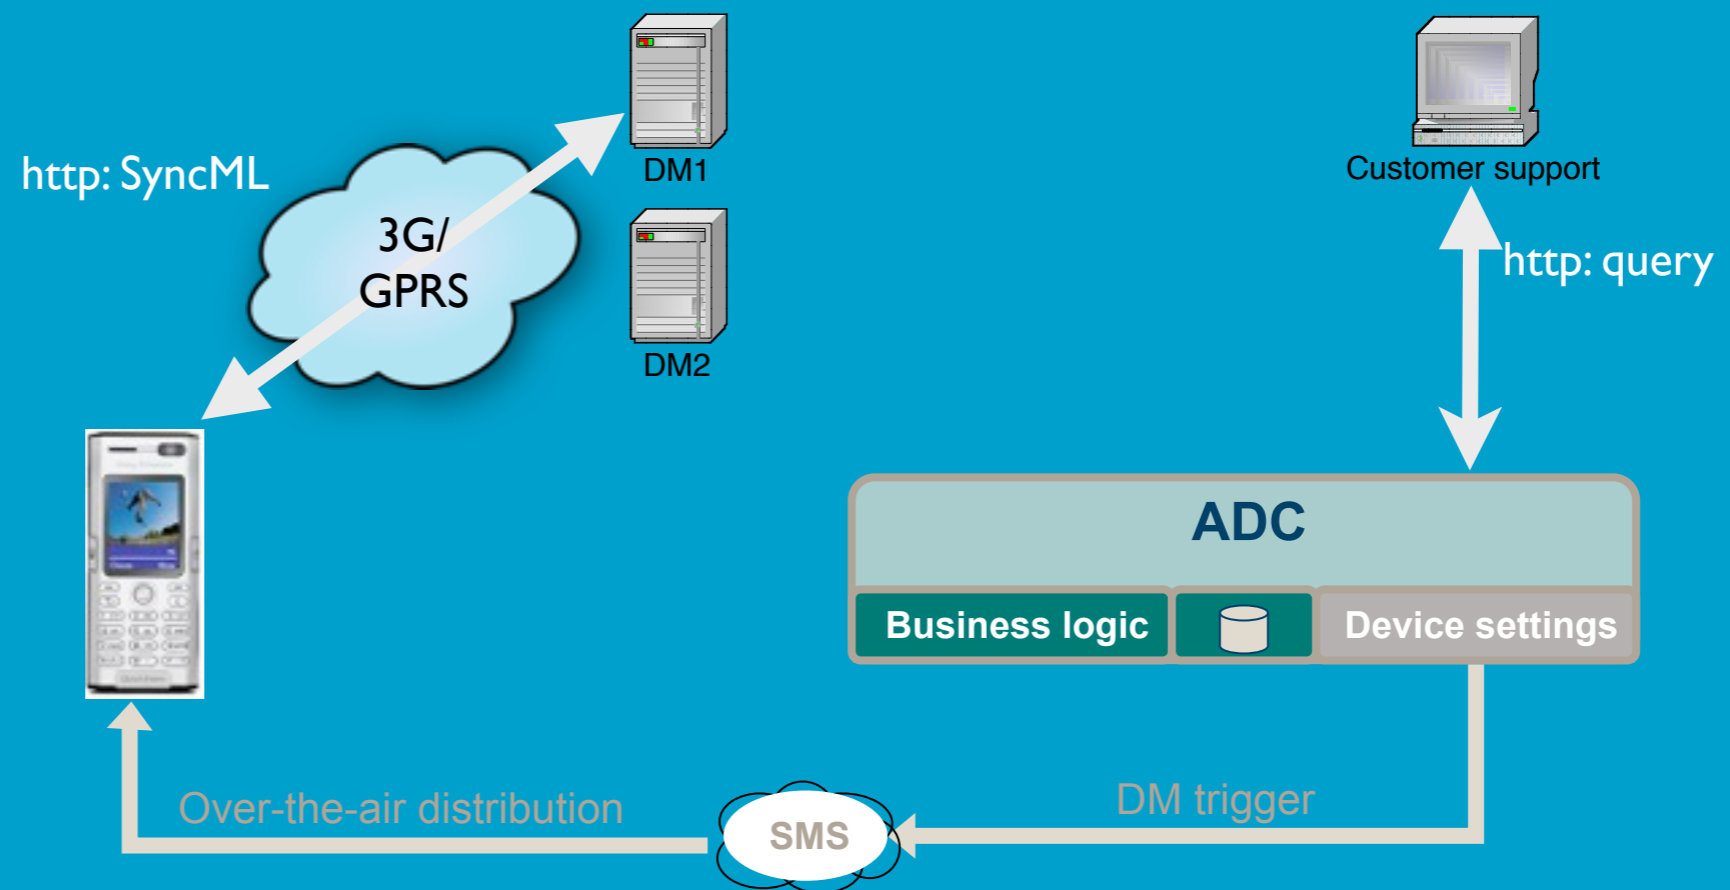 http: SyncML
3G/
GPRS
DM1
DM2
Customer support
http: query
ADC
Business logic
Device settings
DM trigger
SMS
Over-the-air distribution